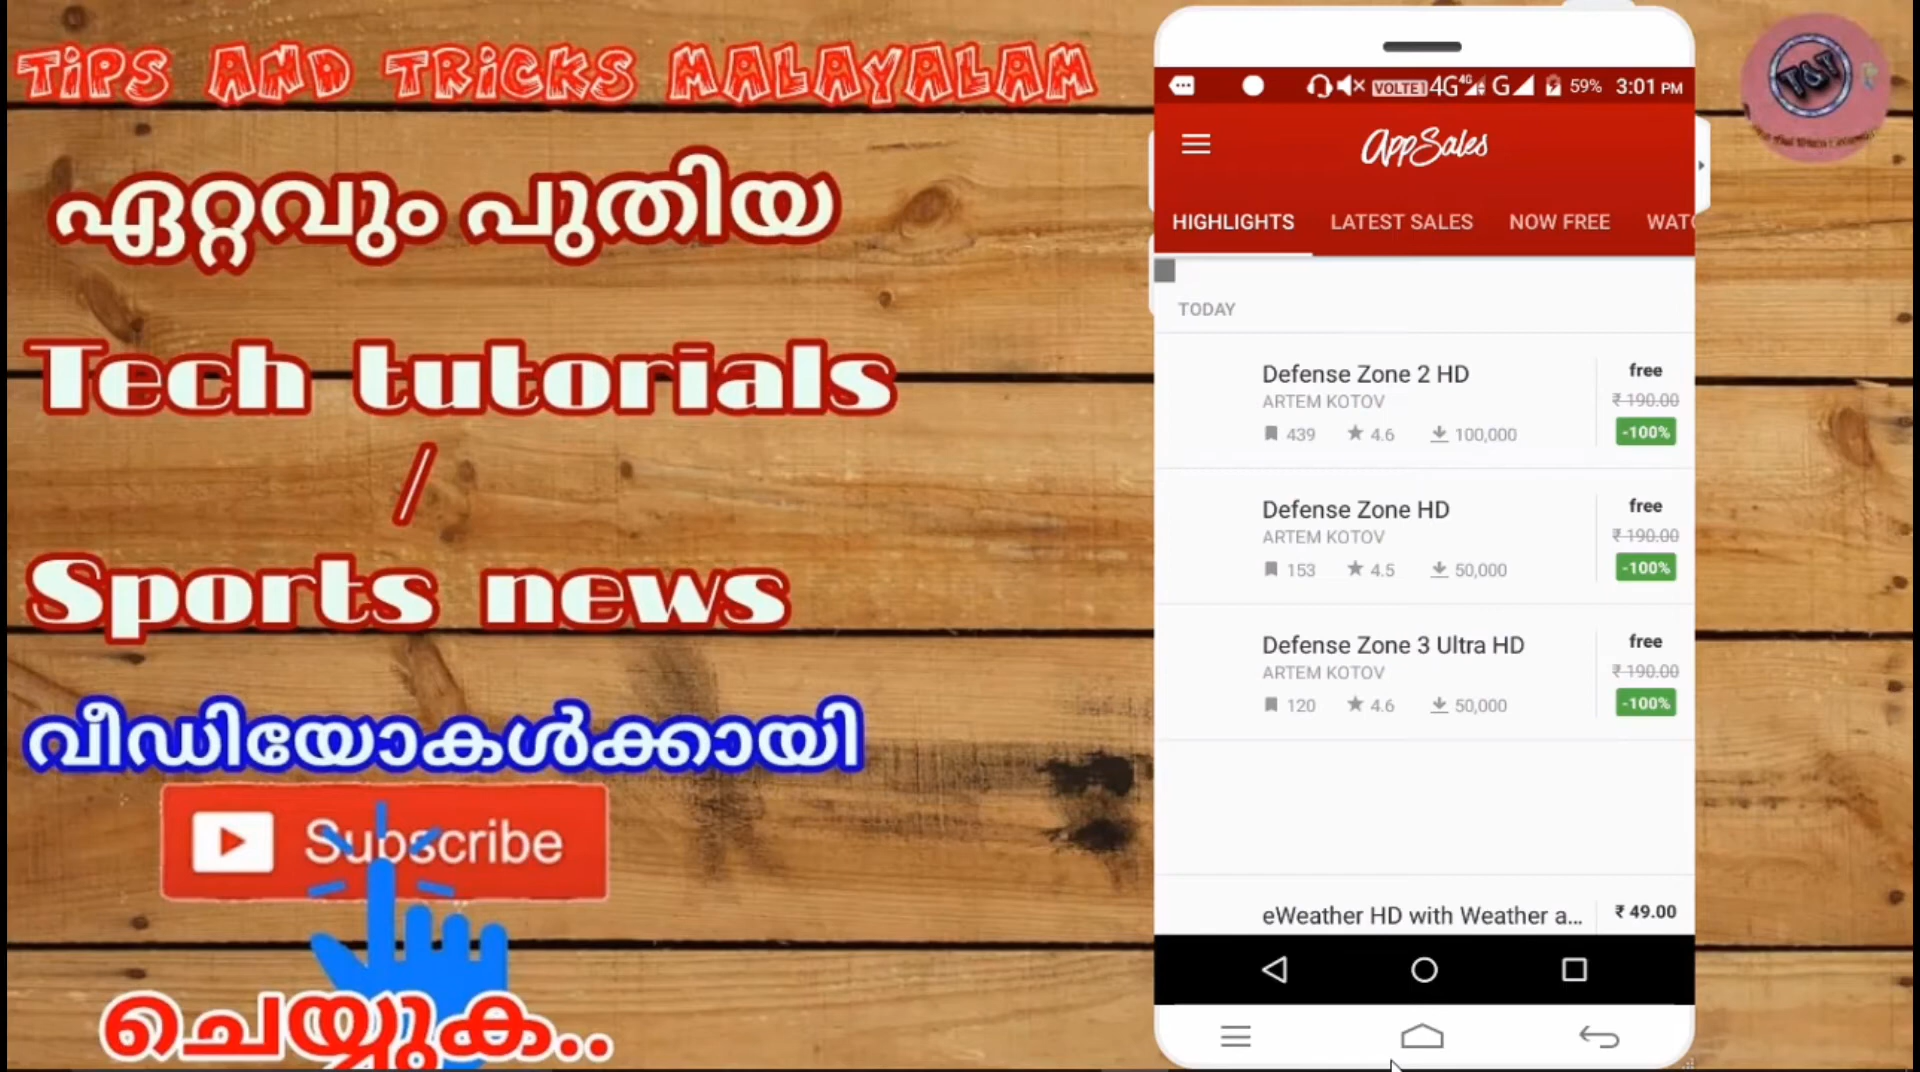 TiPS AND TRiCKS MALAYALAM
ഏറ്റവും പുതിയ
Tech tutorials
/
Sports news
വീഡിയോകൾക്കായി
Subscribe
ചെയ്യുക..
T&T
VOLTE1 4G 4G G 59% 3:01 PM
AppSales
HIGHLIGHTS LATEST SALES NOW FREE WATC
TODAY
Defense Zone 2 HD free
ARTEM KOTOV ₹ 190.00
439 4.6 100,000 -100%
Defense Zone HD free
ARTEM KOTOV ₹ 190.00
153 4.5 50,000 -100%
Defense Zone 3 Ultra HD free
ARTEM KOTOV ₹ 190.00
120 4.6 50,000 -100%
eWeather HD with Weather a... ₹ 49.00